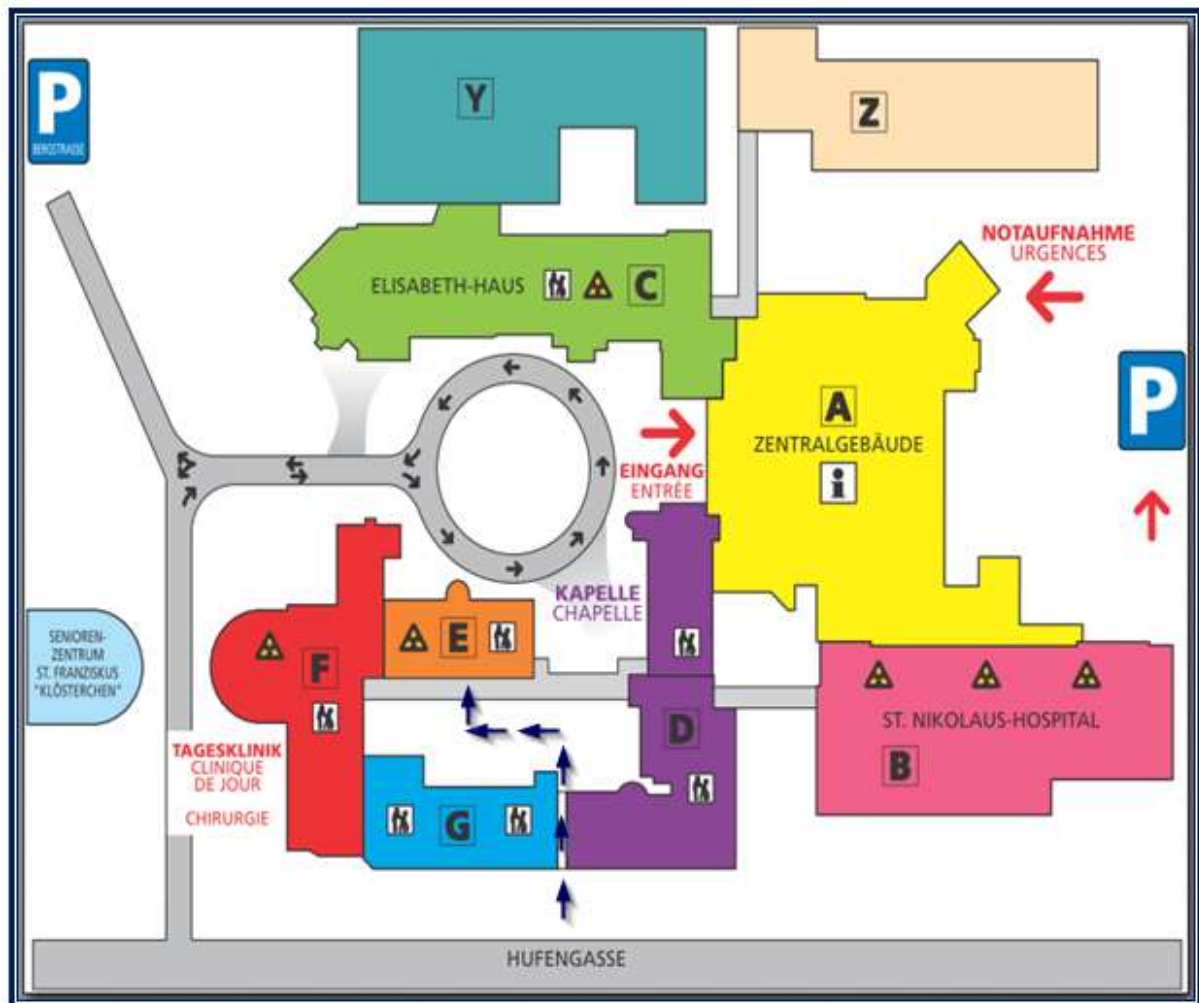 P
BERGSTRASSE
Y
Z
NOTAUFNAHME
URGENCES
ELISABETH-HAUS
C
P
A
ZENTRALGEBÄUDE
i
EINGANG
ENTRÉE
KAPELLE
CHAPELLE
SENIOREN-
ZENTRUM
ST. FRANZISKUS
"KLÖSTERCHEN"
F
E
D
ST. NIKOLAUS-HOSPITAL
B
TAGESKLINIK
CLINIQUE
DE JOUR
CHIRURGIE
G
HUFENGASSE